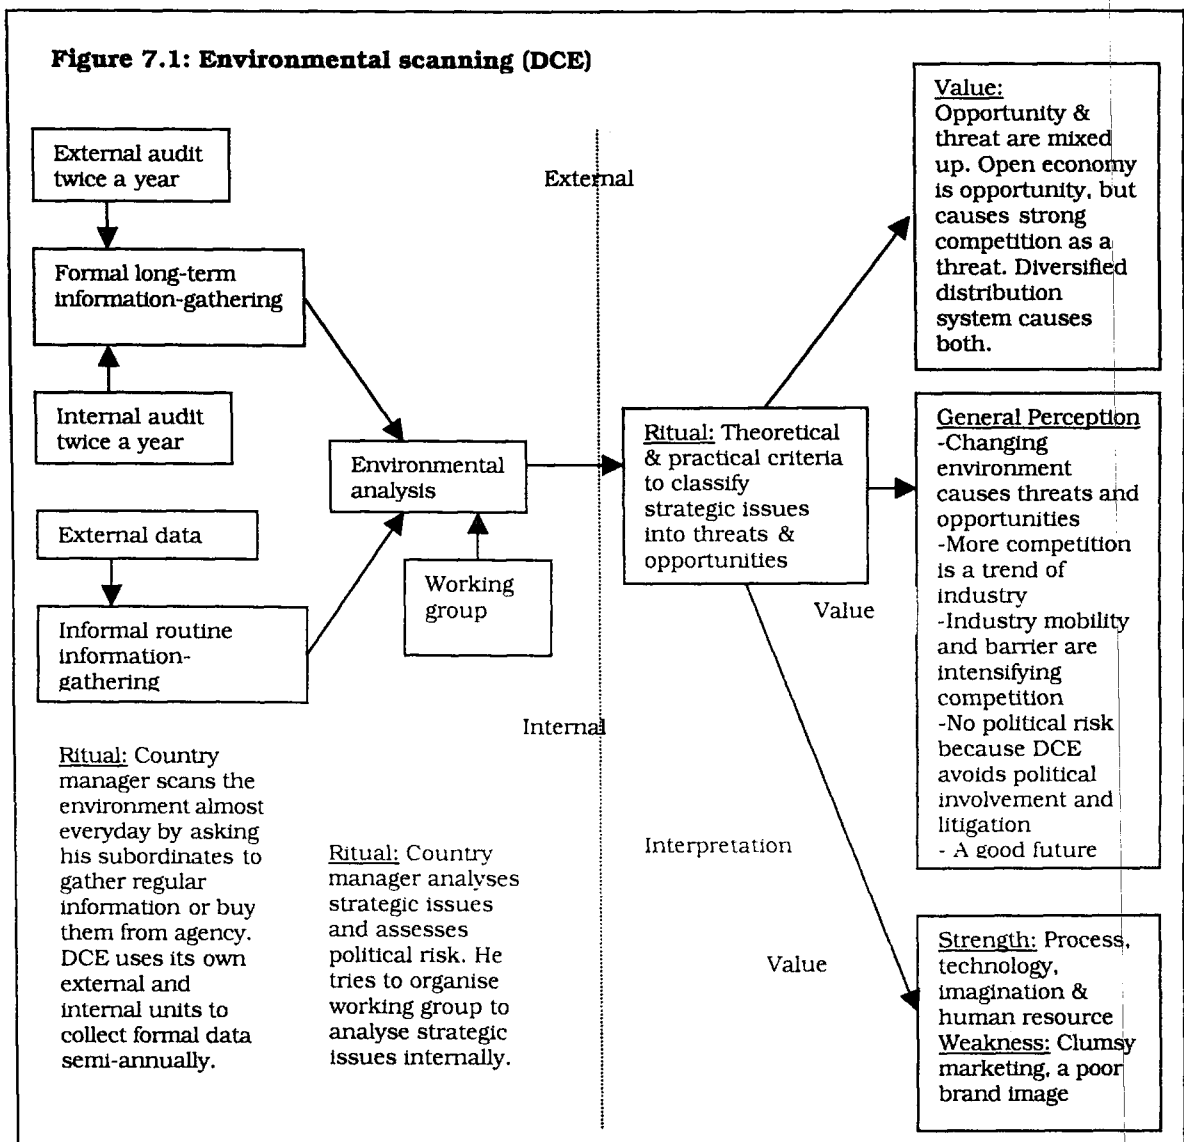 Figure 7.1: Environmental scanning (DCE)
External audit
twice a year
Formal long-term
information-gathering
Internal audit
twice a year
External data
Informal routine
information-
gathering
Environmental
analysis
Working
group
Ritual: Country
manager scans the
environment almost
everyday by asking
his subordinates to
gather regular
information or buy
them from agency.
DCE uses its own
external and
internal units to
collect formal data
semi-annually.
Ritual: Country
manager analyses
strategic issues
and assesses
political risk. He
tries to organise
working group to
analyse strategic
issues internally.
External
Internal
Ritual: Theoretical
& practical criteria
to classify
strategic issues
into threats &
opportunities
Value
Interpretation
Value
Value:
Opportunity &
threat are mixed
up. Open economy
is opportunity, but
causes strong
competition as a
threat. Diversified
distribution
system causes
both.
General Perception
-Changing
environment
causes threats and
opportunities
-More competition
is a trend of
industry
-Industry mobility
and barrier are
intensifying
competition
-No political risk
because DCE
avoids political
involvement and
litigation
- A good future
Strength: Process,
technology,
imagination &
human resource
Weakness: Clumsy
marketing, a poor
brand image